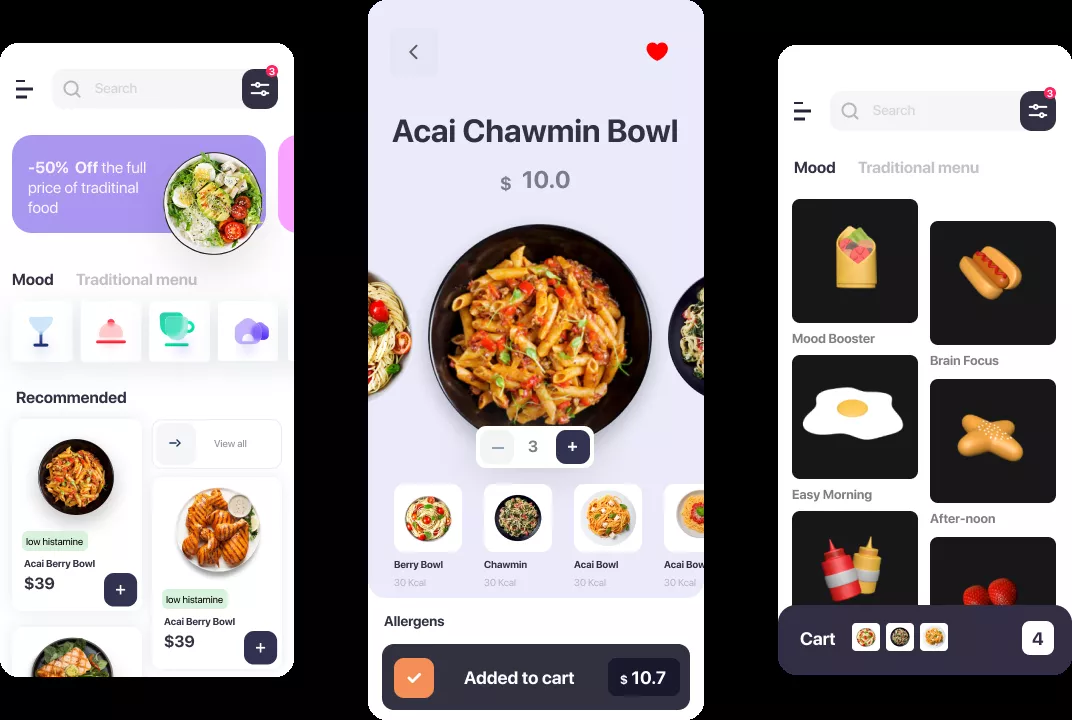 3
Search
-50% Off the full
price of traditinal
food
Mood
Traditional menu
Recommended
View all
low histamine
Acai Berry Bowl
$39
+
low histamine
Acai Berry Bowl
$39
+
Acai Chawmin Bowl
$ 10.0
— 3 +
Berry Bowl
30 Kcal
Chawmin
30 Kcal
Acai Bowl
30 Kcal
Acai Bow
30 Kcal
Allergens
Added to cart
$ 10.7
3
Search
Mood
Traditional menu
Mood Booster
Brain Focus
Easy Morning
After-noon
Cart
4